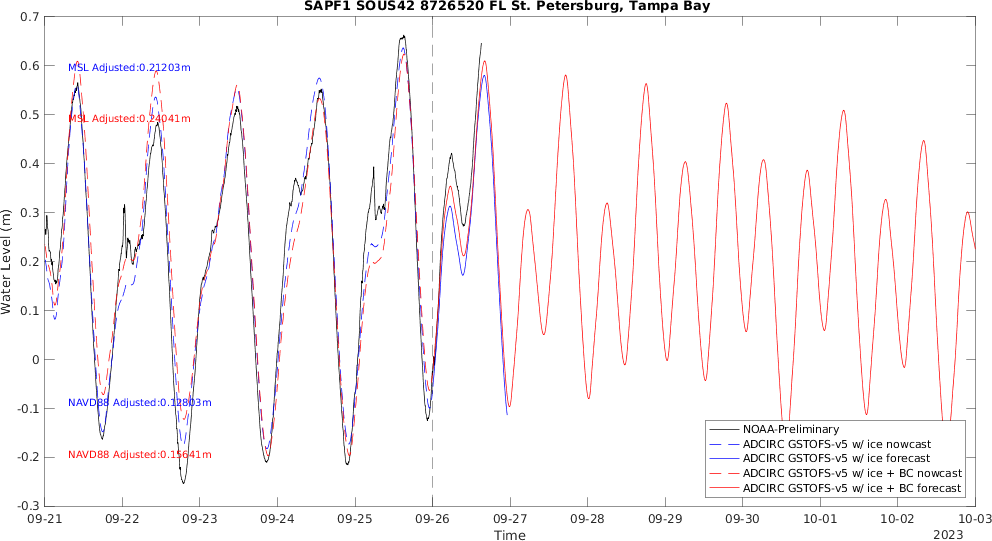 SAPF1 SOUS42 8726520 FL St. Petersburg, Tampa Bay
0.7
0.6
0.5
0.4
0.3
0.2
0.1
0
-0.1
-0.2
-0.3
Water Level (m)
MSL Adjusted:0.21203m
MSL Adjusted:0.24041m
NAVD88 Adjusted:0.12803m
NAVD88 Adjusted:0.15641m
NOAA-Preliminary
ADCIRC GSTOFS-v5 w/ ice nowcast
ADCIRC GSTOFS-v5 w/ ice forecast
ADCIRC GSTOFS-v5 w/ ice + BC nowcast
ADCIRC GSTOFS-v5 w/ ice + BC forecast
09-21 09-22 09-23 09-24 09-25 09-26 09-27 09-28 09-29 09-30 10-01 10-02 10-03
Time
2023